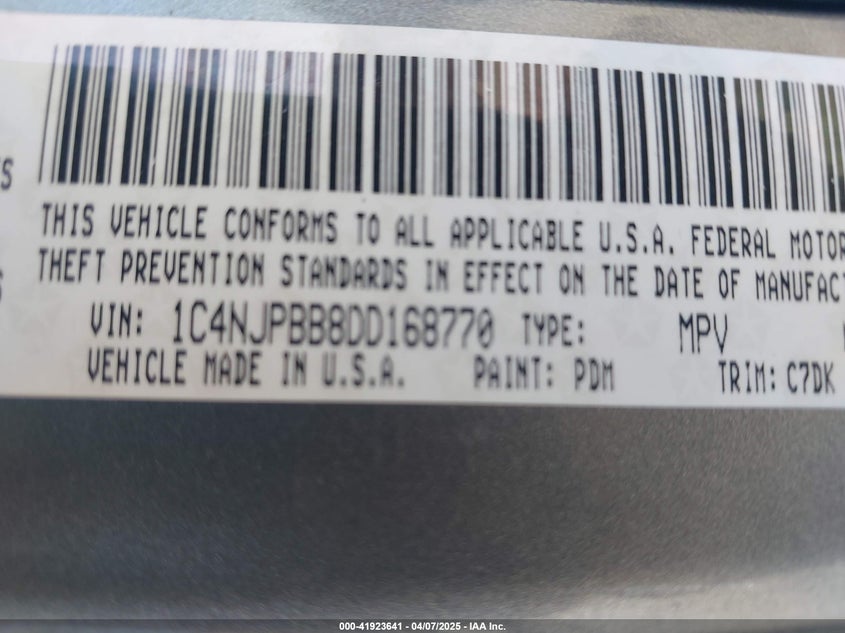 THIS VEHICLE CONFORMS TO ALL APPLICABLE U.S.A. FEDERAL MOTOR
THEFT PREVENTION STANDARDS IN EFFECT ON THE DATE OF MANUFACT
VIN: 1C4NJPBB8DD168770 TYPE: MPV
VEHICLE MADE IN U.S.A. PAINT: PDM TRIM: C7DK
000-41923641 - 04/07/2025 - IAA Inc.